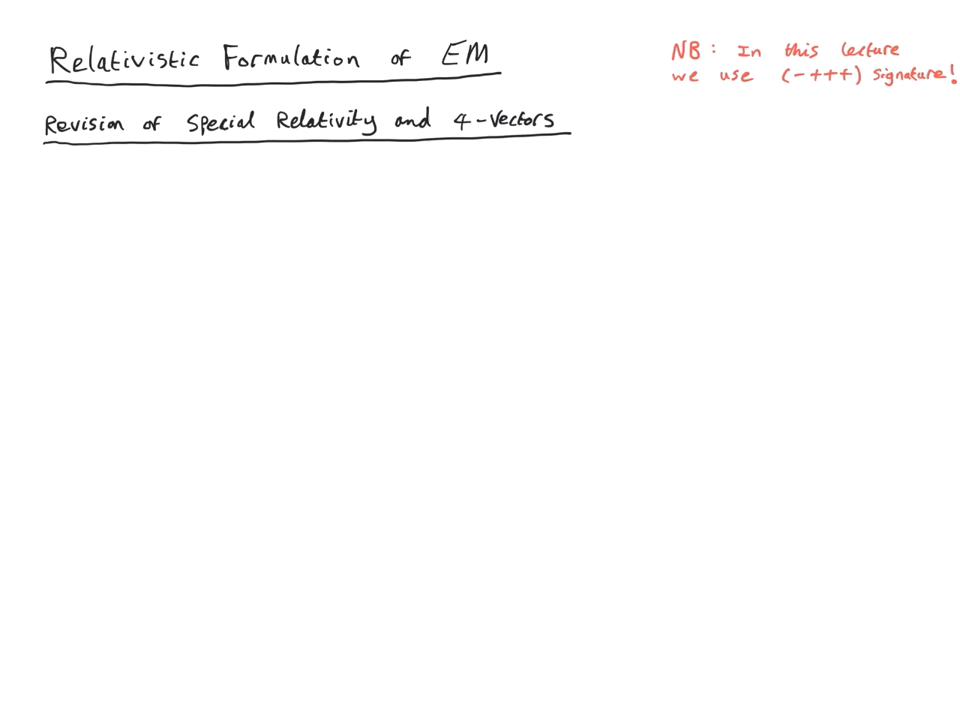 Relativistic Formulation of EM
NB: In this lecture
we use (-+++) signature!
Revision of Special Relativity and 4-vectors